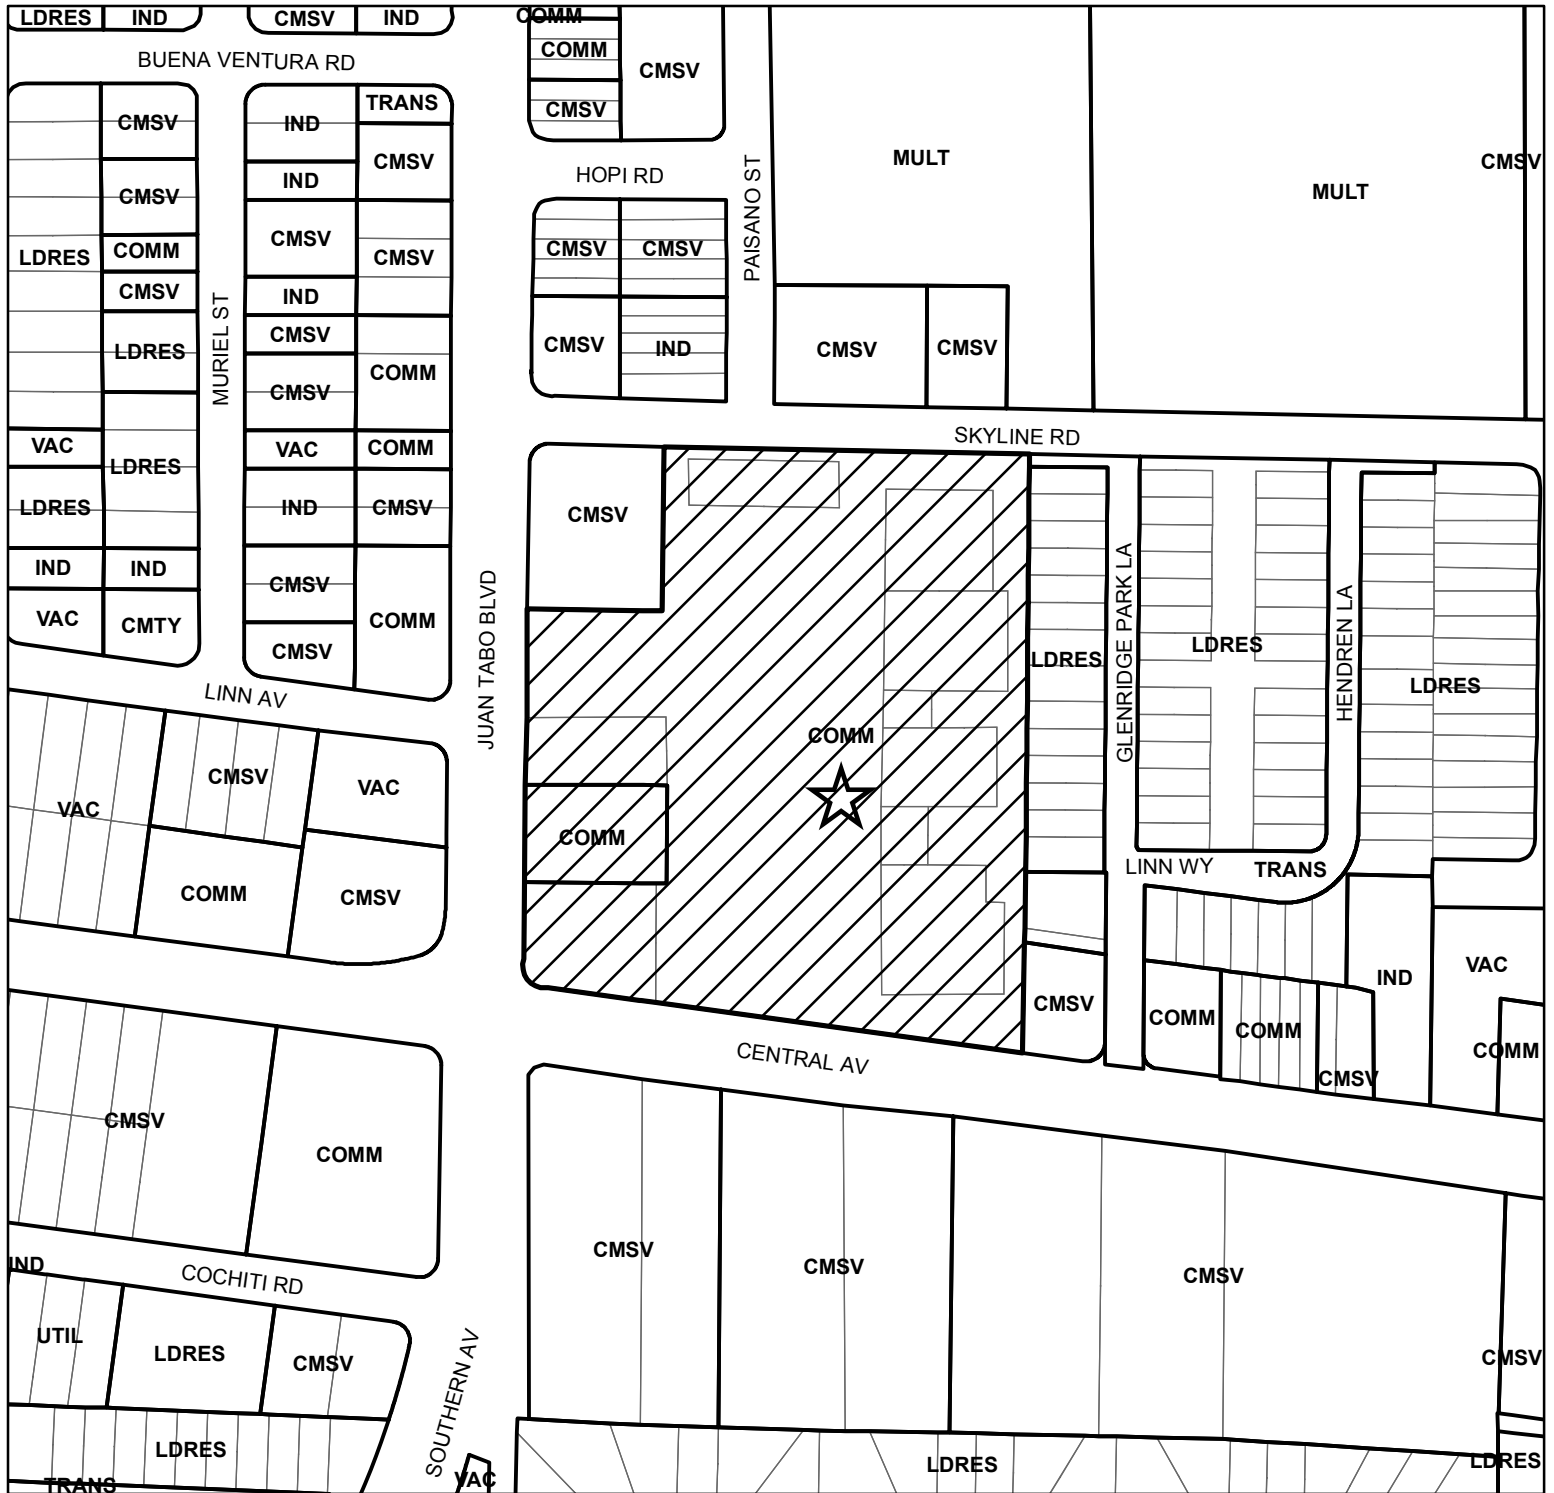 LDRES
IND
CMSV
IND
COMM
BUENA VENTURA RD
COMM
CMSV
CMSV
TRANS
CMSV
IND
CMSV
MULT
CMSV
MULT
HOPI RD
PAISANO ST
IND
CMSV
CMSV
COMM
CMSV
CMSV
CMSV
CMSV
LDRES
CMSV
IND
MURIEL ST
CMSV
LDRES
COMM
CMSV
IND
CMSV
CMSV
CMSV
SKYLINE RD
VAC
LDRES
VAC
COMM
LDRES
IND
CMSV
CMSV
IND
IND
CMSV
VAC
CMTY
COMM
CMSV
JUAN TABO BLVD
GLENRIDGE PARK LA
LDRES
LDRES
HENDREN LA
LDRES
LINN AV
COMM
CMSV
VAC
VAC
COMM
LINN WY
TRANS
COMM
CMSV
VAC
IND
CMSV
COMM
COMM
COMM
CMSV
CENTRAL AV
CMSV
COMM
CMSV
CMSV
CMSV
IND
COCHITI RD
UTIL
LDRES
CMSV
CMSV
SOUTHERN AV
LDRES
LDRES
LDRES
VAC
TRANS